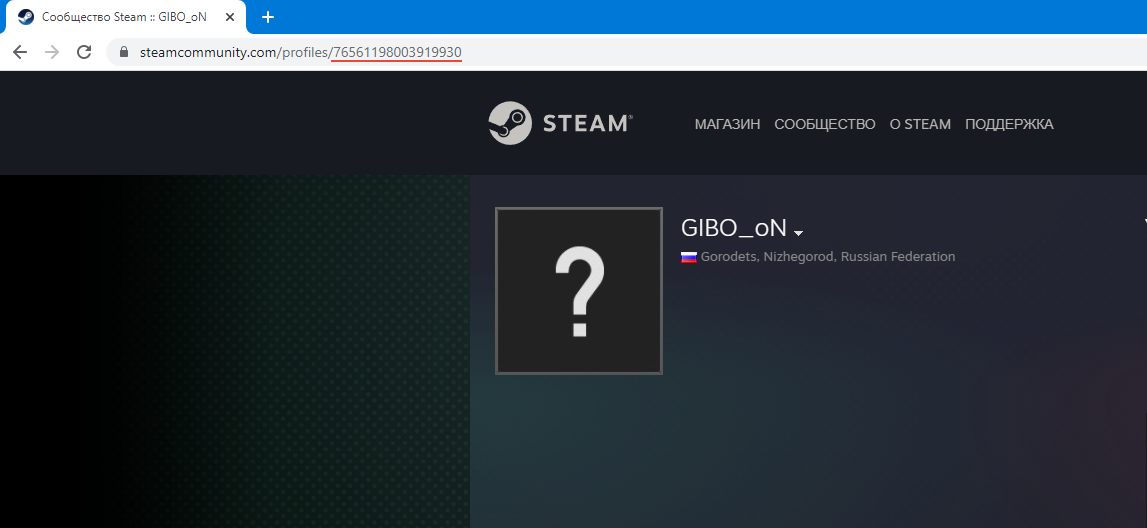 Сообщество Steam :: GIBO_oN
steamcommunity.com/profiles/76561198003919930
STEAM®
МАГАЗИН СООБЩЕСТВО О STEAM ПОДДЕРЖКА
?
GIBO_oN
Gorodets, Nizhegorod, Russian Federation